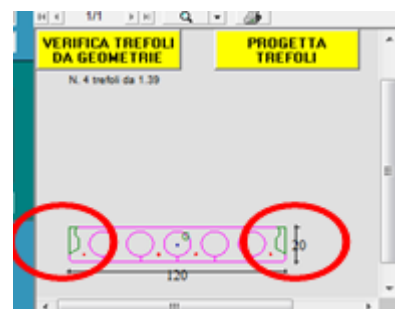 1/1
VERIFICA TREFOLI
DA GEOMETRIE
PROGETTA
TREFOLI
N. 4 trefoli da 1.39
20
120